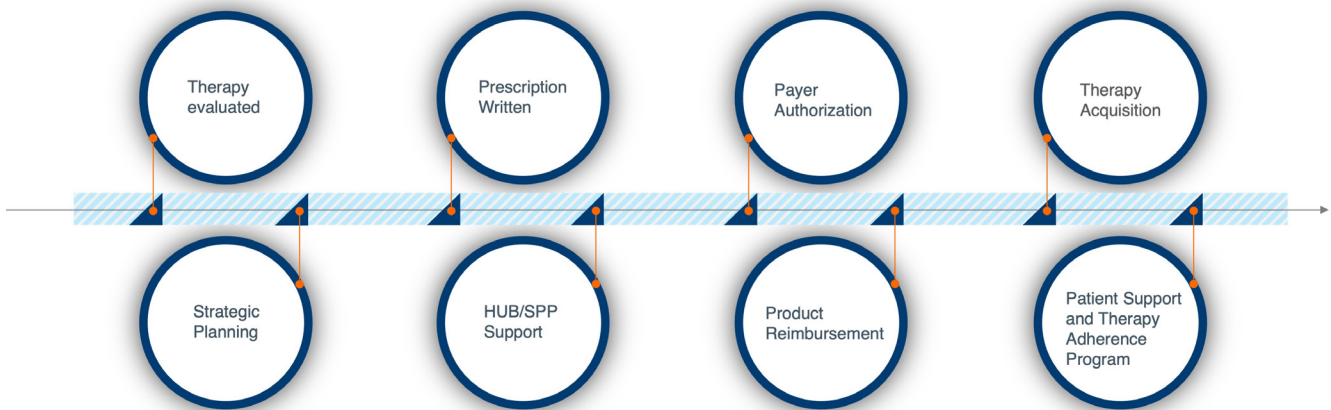 Therapy
evaluated
Prescription
Written
Payer
Authorization
Therapy
Acquisition
Strategic
Planning
HUB/SPP
Support
Product
Reimbursement
Patient Support
and Therapy
Adherence
Program